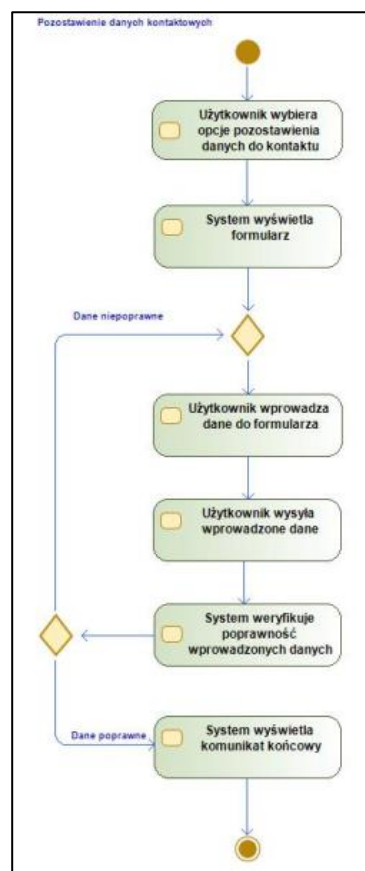 Pozostawienie danych kontaktowych
Użytkownik wybiera
opcje pozostawienia
danych do kontaktu
System wyświetla
formularz
Dane niepoprawne
Użytkownik wprowadza
dane do formularza
Użytkownik wysyła
wprowadzone dane
System weryfikuje
poprawność
wprowadzonych danych
Dane poprawne
System wyświetla
komunikat końcowy